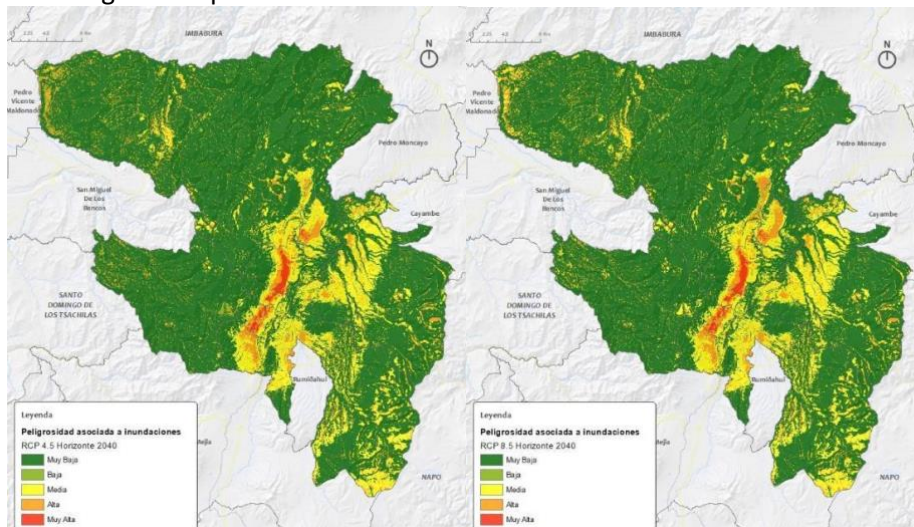 IMBABURA
N
Pedro
Vicente
Maldonado
Pedro Moncayo
San Miguel
De Los
Bancos
Cayambe
SANTO
DOMINGO DE
LOS TSACHILAS
Rumiñahui
Mejía
NAPO
Leyenda
Peligrosidad asociada a inundaciones
RCP 4.5 Horizonte 2040
Muy Baja
Baja
Media
Alta
Muy Alta
IMBABURA
N
Pedro
Vicente
Maldonado
Pedro Moncayo
San Miguel
De Los
Bancos
Cayambe
SANTO
DOMINGO DE
LOS TSACHILAS
Rumiñahui
Mejía
NAPO
Leyenda
Peligrosidad asociada a inundaciones
RCP 8.5 Horizonte 2040
Muy Baja
Baja
Media
Alta
Muy Alta